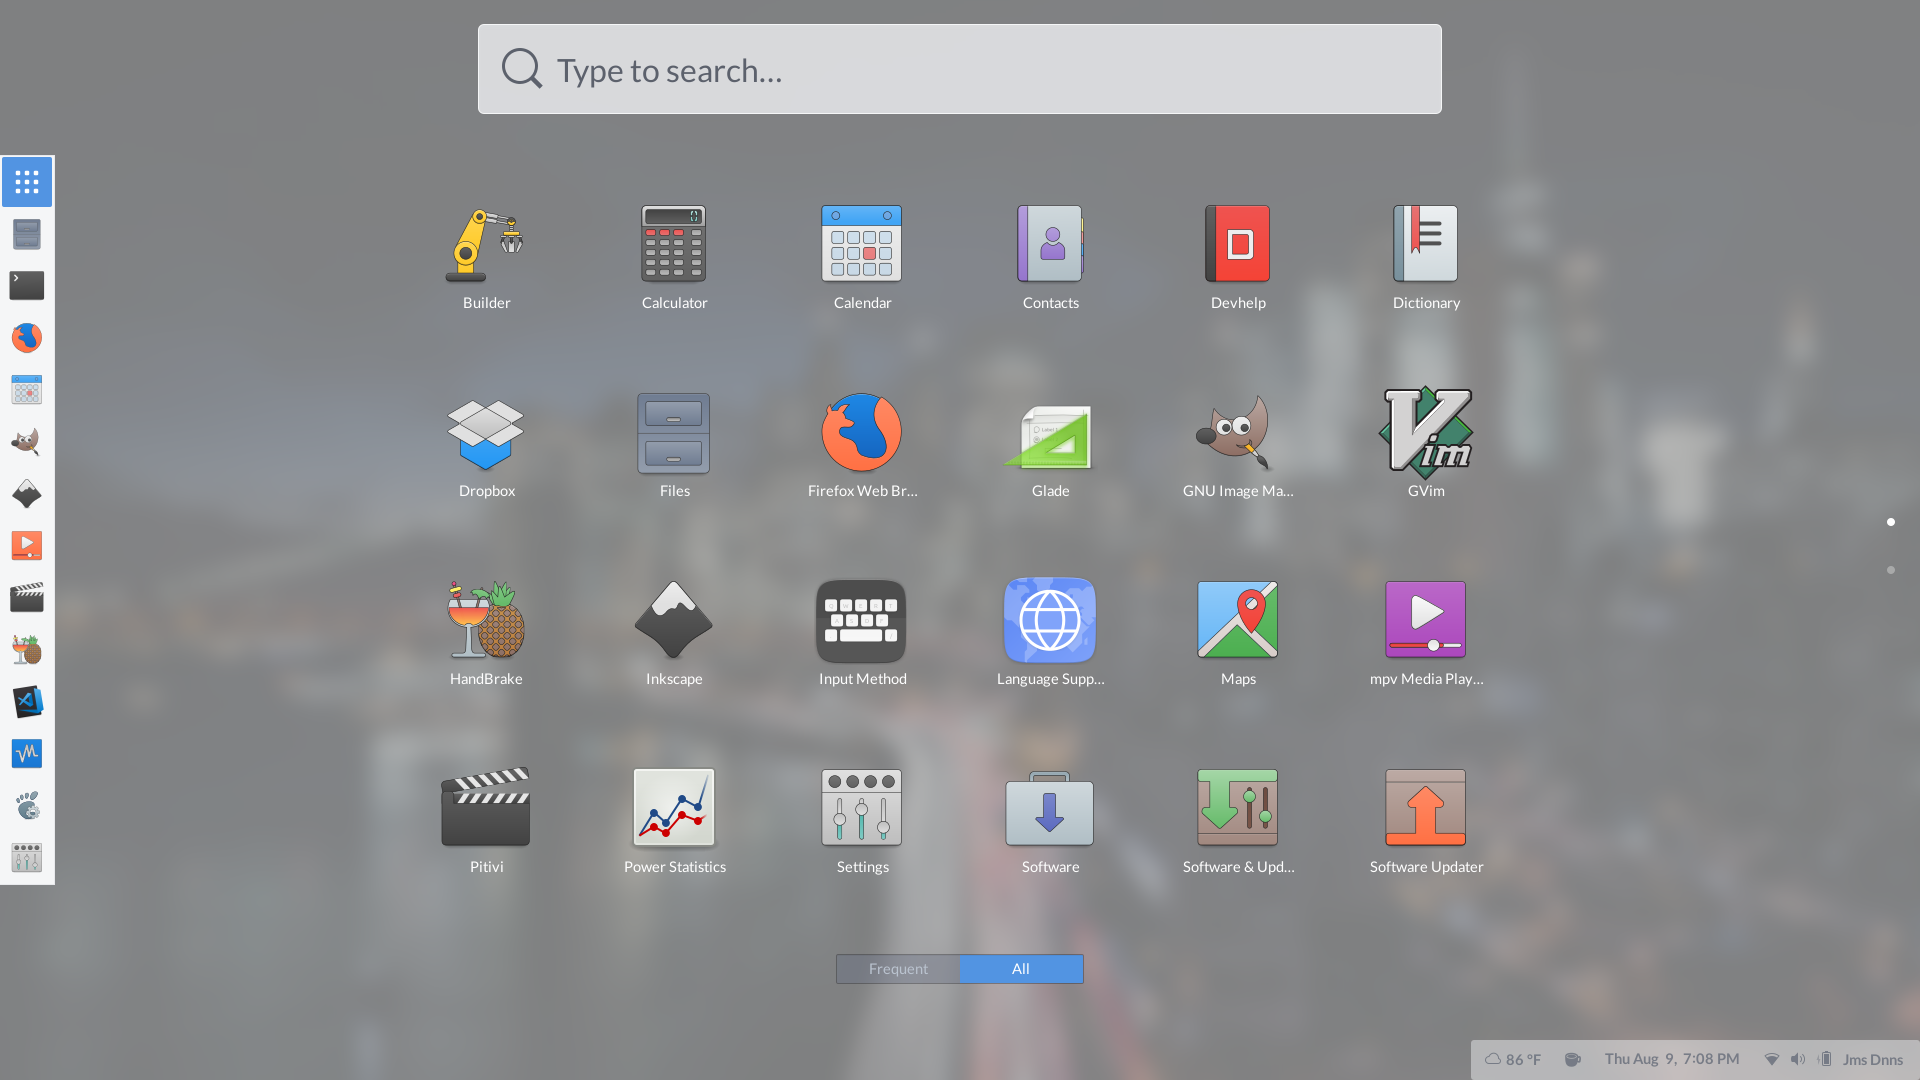 Type to search...
Builder
Calculator
Calendar
Contacts
Devhelp
Dictionary
Dropbox
Files
Firefox Web Br...
Glade
GNU Image Ma...
GVim
HandBrake
Inkscape
Input Method
Language Supp...
Maps
mpv Media Play...
Pitivi
Power Statistics
Settings
Software
Software & Upd...
Software Updater
Frequent
All
86 °F
Thu Aug 9, 7:08 PM
Jms Dnns